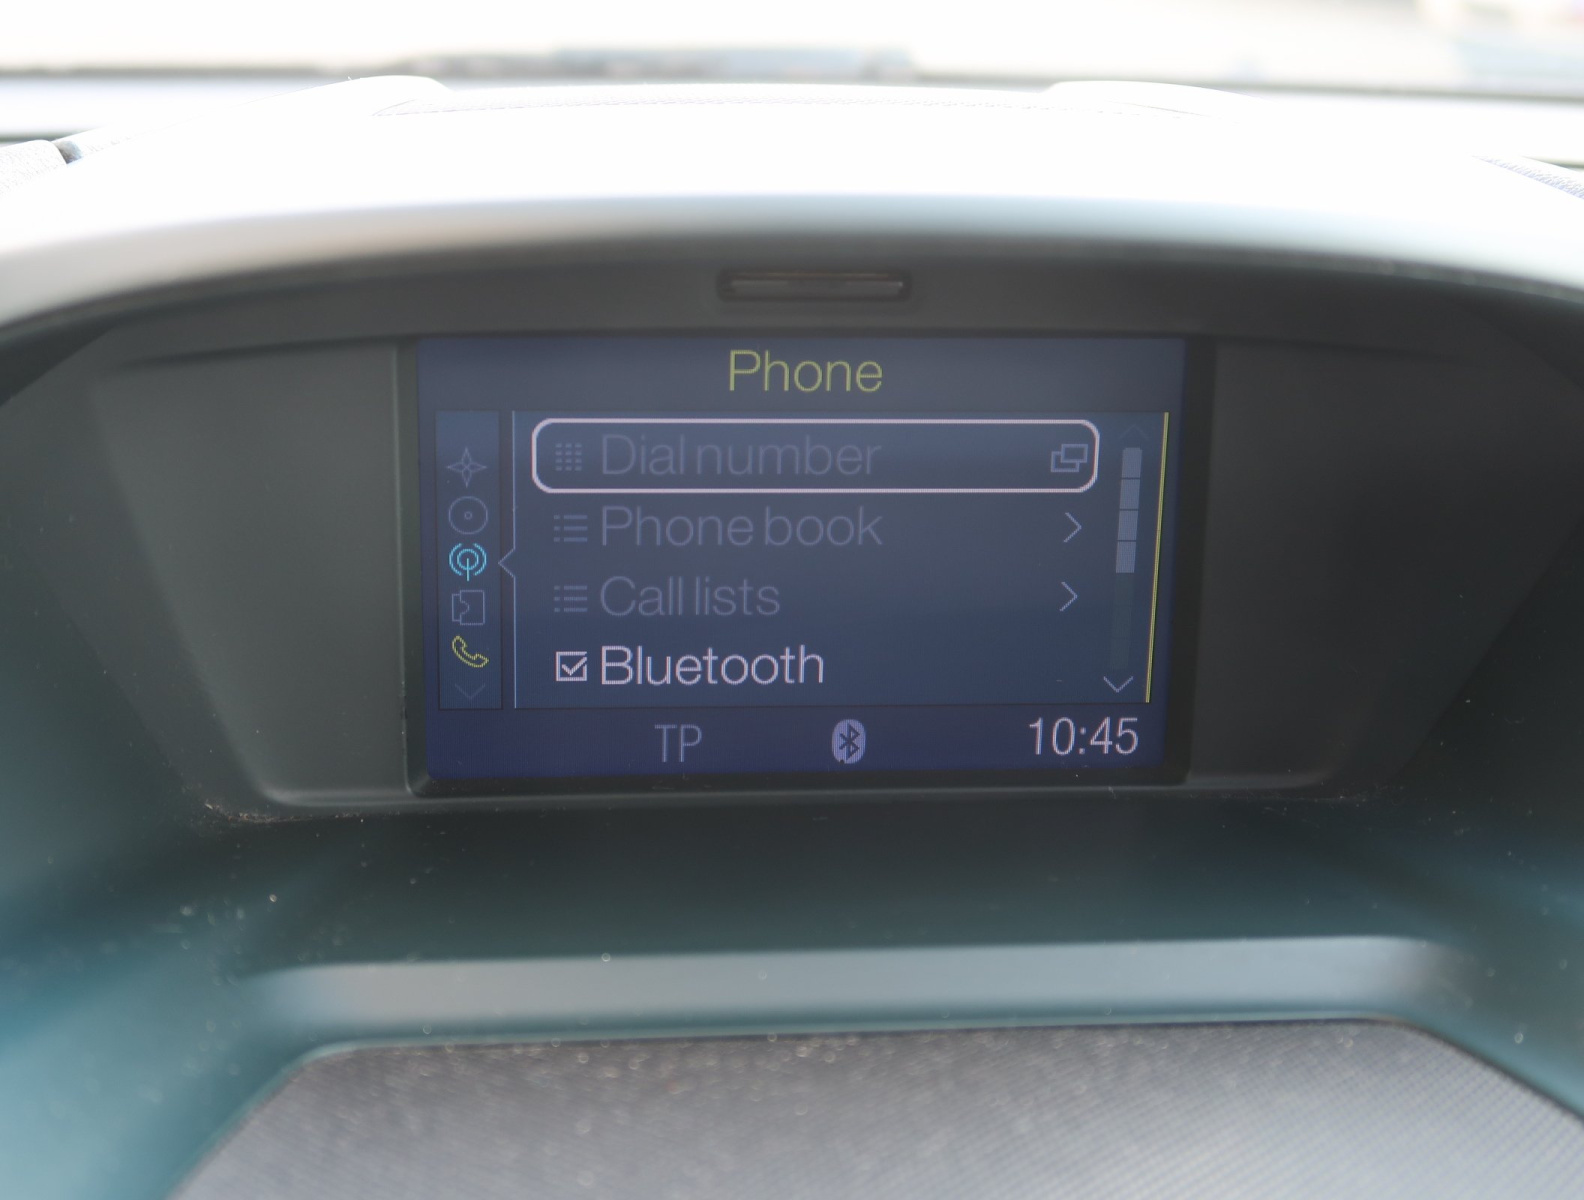 Phone
Dial number
Phone book
Call lists
Bluetooth
TP 10:45